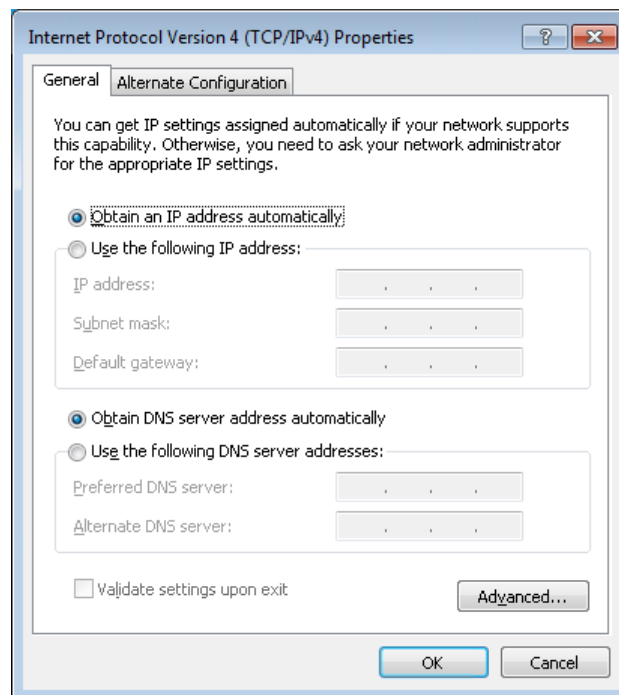 Internet Protocol Version 4 (TCP/IPv4) Properties
General
Alternate Configuration
You can get IP settings assigned automatically if your network supports
this capability. Otherwise, you need to ask your network administrator
for the appropriate IP settings.
Obtain an IP address automatically
Use the following IP address:
IP address:
Subnet mask:
Default gateway:
Obtain DNS server address automatically
Use the following DNS server addresses:
Preferred DNS server:
Alternate DNS server:
Validate settings upon exit
Advanced...
OK
Cancel